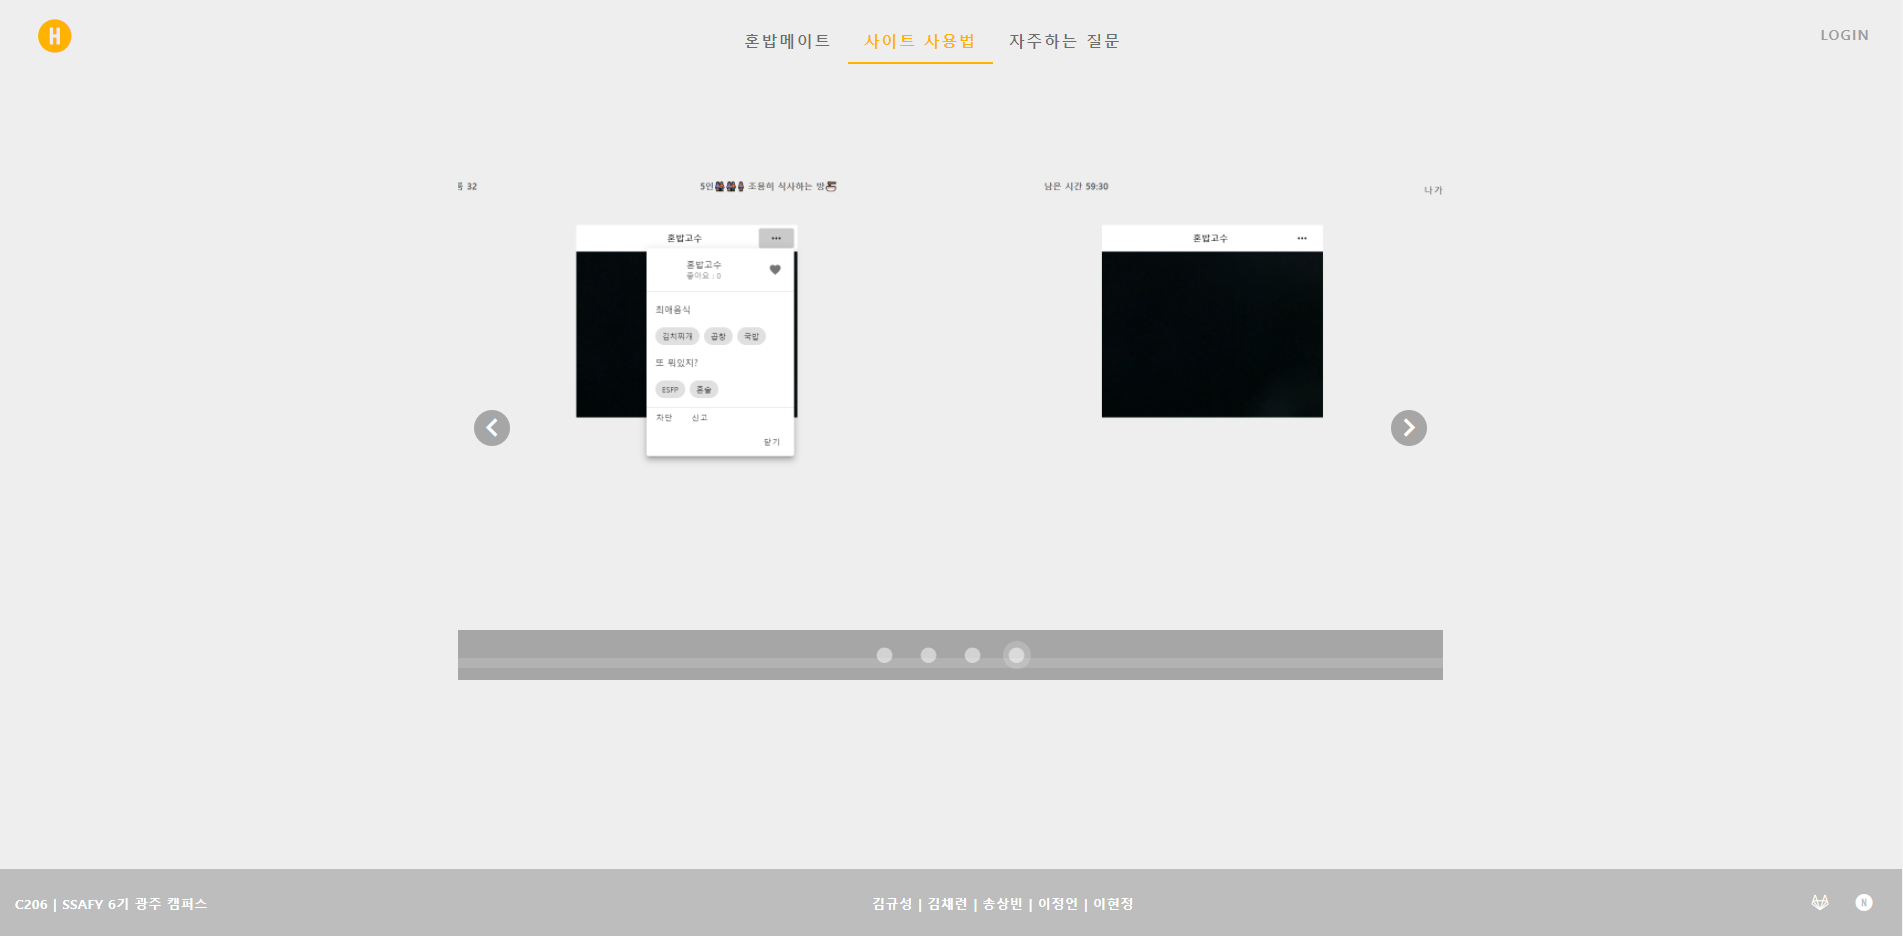 H
혼밥메이트 사이트 사용법 자주하는 질문
LOGIN
32 5인 조용히 식사하는 방 남은 시간 59:30 나가
혼밥고수 ···
혼밥고수
좋아요 : 0
최애음식
김치찌개 곱창 국밥
또 뭐있지?
ESFP 혼술
차단 신고
닫기
혼밥고수 ···
C206 | SSAFY 6기 광주 캠퍼스
김규성 | 김채련 | 송상빈 | 이정언 | 이현정
N